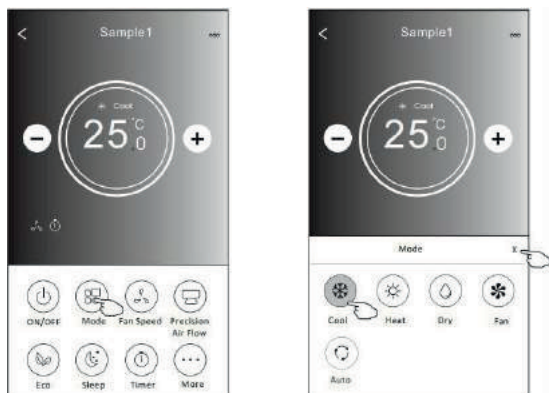 Sample1
Cool
25.0 °C
ON/OFF
Mode
Fan Speed
Precision
Air Flow
Eco
Sleep
Timer
More
Sample1
Cool
25.0 °C
Mode
X
Cool
Heat
Dry
Fan
Auto